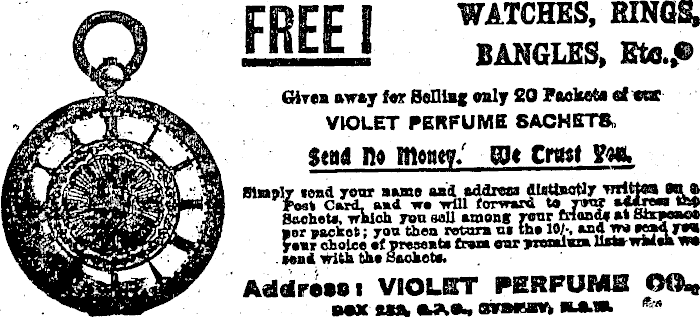 FREE! WATCHES, RINGS,
BANGLES, Etc.,
Given away for Selling only 20 Packets of our
VIOLET PERFUME SACHETS.
Send No Money. We Trust You.
Simply send your name and address distinctly written on a
Post Card, and we will forward to your address the
Sachets, which you sell among your friends at Sixpence
per packet; you then return us the 10/-, and we send you
your choice of presents from our premium lists which we
send with the Sachets.
Address: VIOLET PERFUME CO.,
BOX G.P.O., SYDNEY, N.S.W.